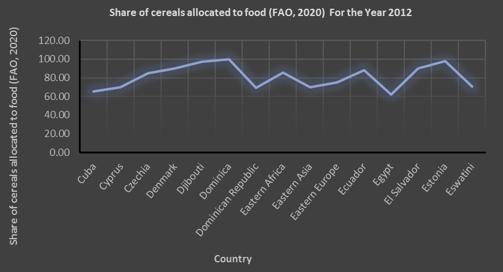 Share of cereals allocated to food (FAO, 2020)  For the Year 2012
Share of cereals allocated to food (FAO, 2020)
120.00
100.00
80.00
60.00
40.00
20.00
0.00
Cuba
Cyprus
Czechia
Denmark
Djibouti
Dominica
Dominican Republic
Eastern Africa
Eastern Asia
Eastern Europe
Ecuador
Egypt
El Salvador
Estonia
Eswatini
Country